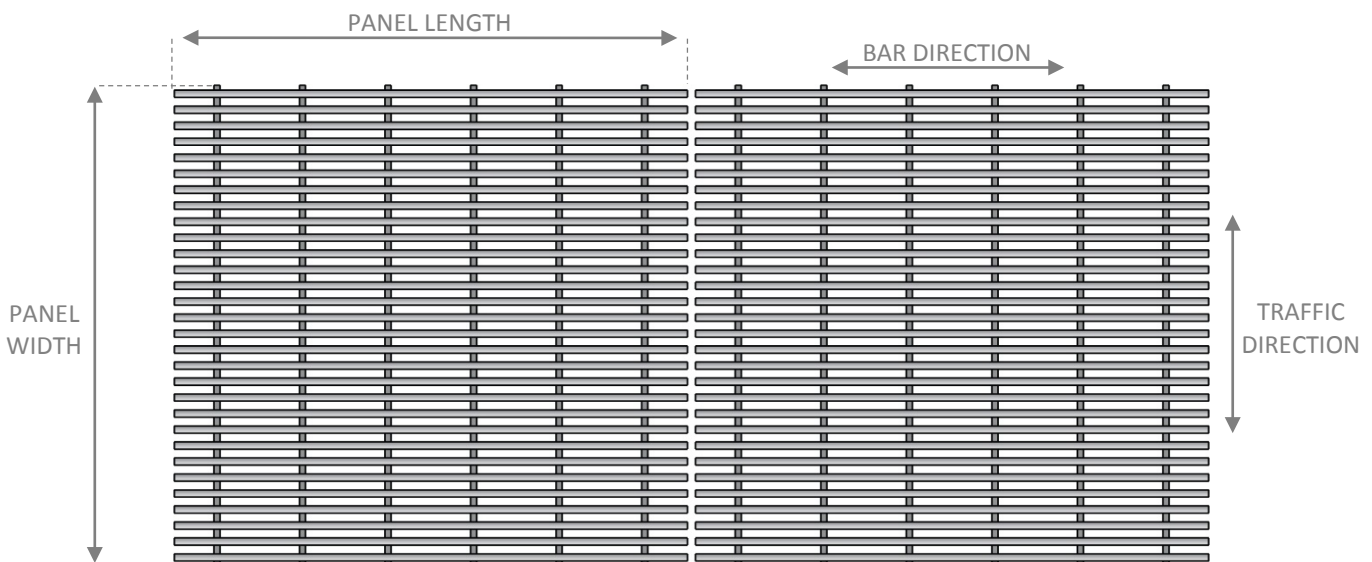 PANEL LENGTH
BAR DIRECTION
PANEL
WIDTH
TRAFFIC
DIRECTION